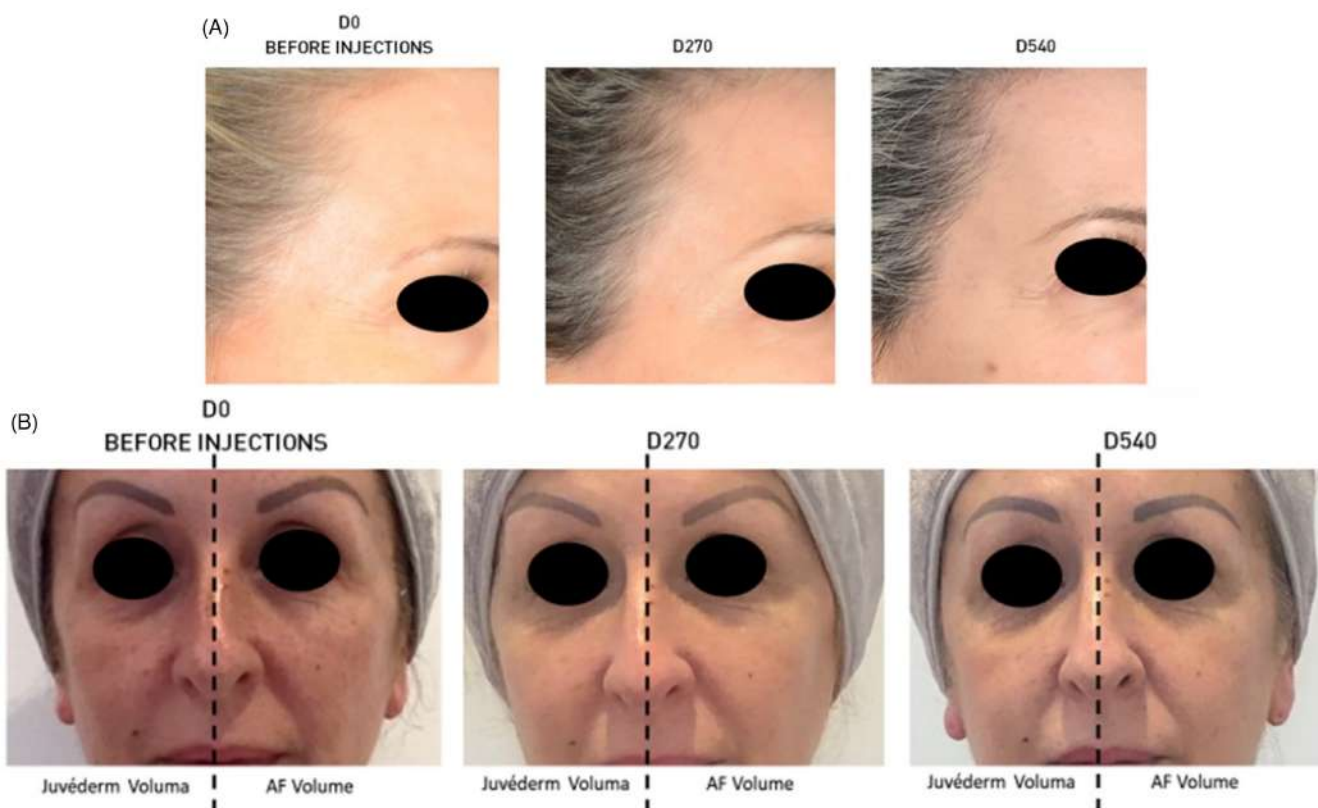 (A)
D0
BEFORE INJECTIONS
D270
D540
(B)
D0
BEFORE INJECTIONS
D270
D540
Juvéderm Voluma
AF Volume
Juvéderm Voluma
AF Volume
Juvéderm Voluma
AF Volume